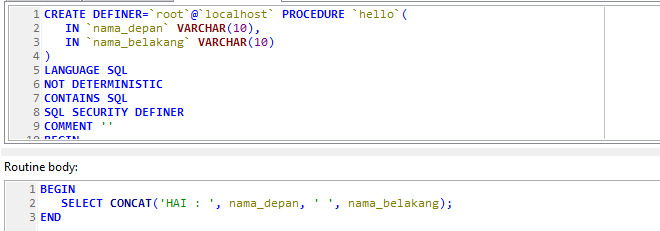 1 CREATE DEFINER=`root`@`localhost` PROCEDURE `hello`(
2 IN `nama_depan` VARCHAR(10),
3 IN `nama_belakang` VARCHAR(10)
4 )
5 LANGUAGE SQL
6 NOT DETERMINISTIC
7 CONTAINS SQL
8 SQL SECURITY DEFINER
9 COMMENT ''
10 BEGIN
Routine body:
1 BEGIN
2 SELECT CONCAT('HAI : ', nama_depan, ' ', nama_belakang);
3 END